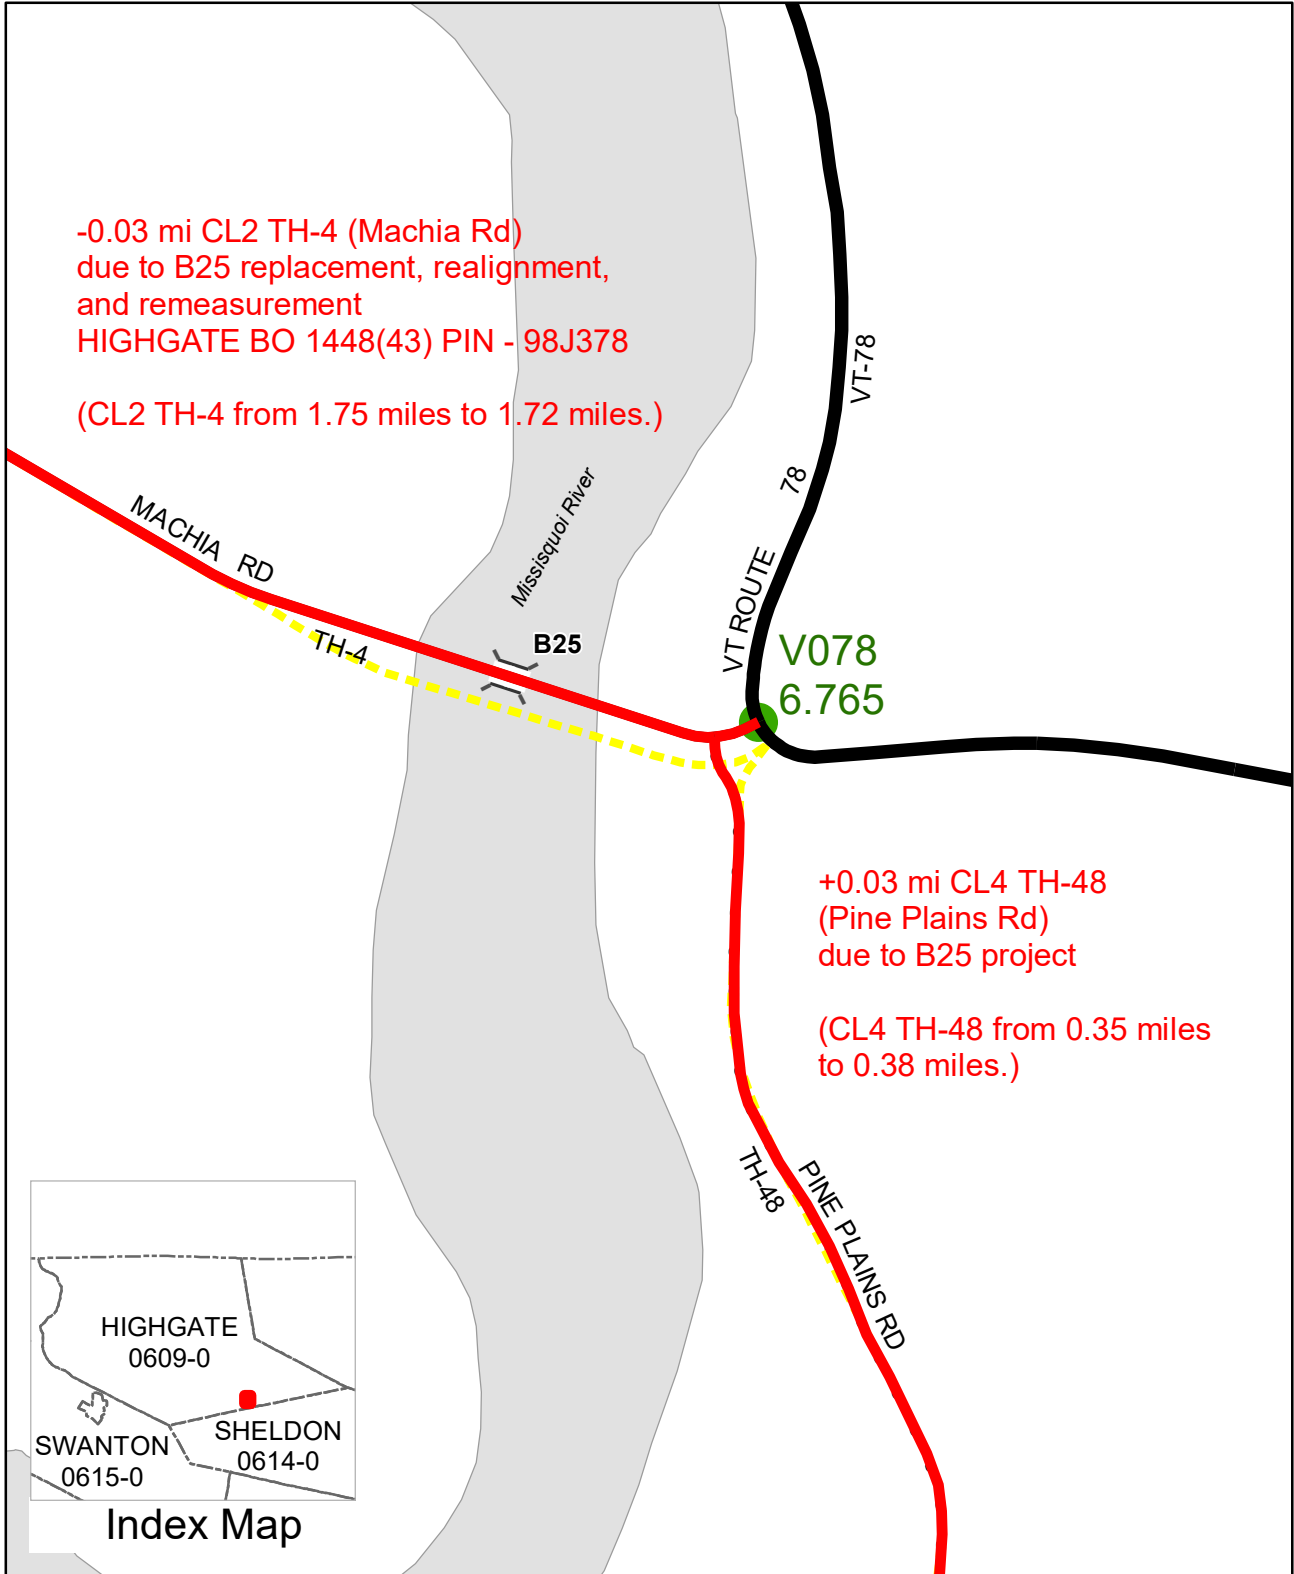 -0.03 mi CL2 TH-4 (Machia Rd)
due to B25 replacement, realignment,
and remeasurement
HIGHGATE BO 1448(43) PIN - 98J378
(CL2 TH-4 from 1.75 miles to 1.72 miles.)
VT-78
78
VT ROUTE
Missisquoi River
MACHIA RD
TH-4
B25
V078
6.765
+0.03 mi CL4 TH-48
(Pine Plains Rd)
due to B25 project
(CL4 TH-48 from 0.35 miles
to 0.38 miles.)
TH-48
PINE PLAINS RD
HIGHGATE
0609-0
SHELDON
0614-0
SWANTON
0615-0
Index Map